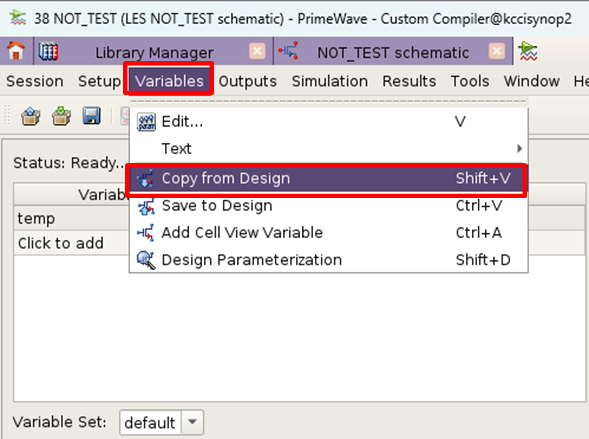 38 NOT_TEST (LES NOT_TEST schematic) - PrimeWave - Custom Compiler@kccisynop2
Library Manager NOT_TEST schematic
Session Setup Variables Outputs Simulation Results Tools Window
Edit... V
Text
Status: Ready...
Copy from Design Shift+V
temp
Save to Design Ctrl+V
Click to add
Add Cell View Variable Ctrl+A
Design Parameterization Shift+D
Variable Set: default